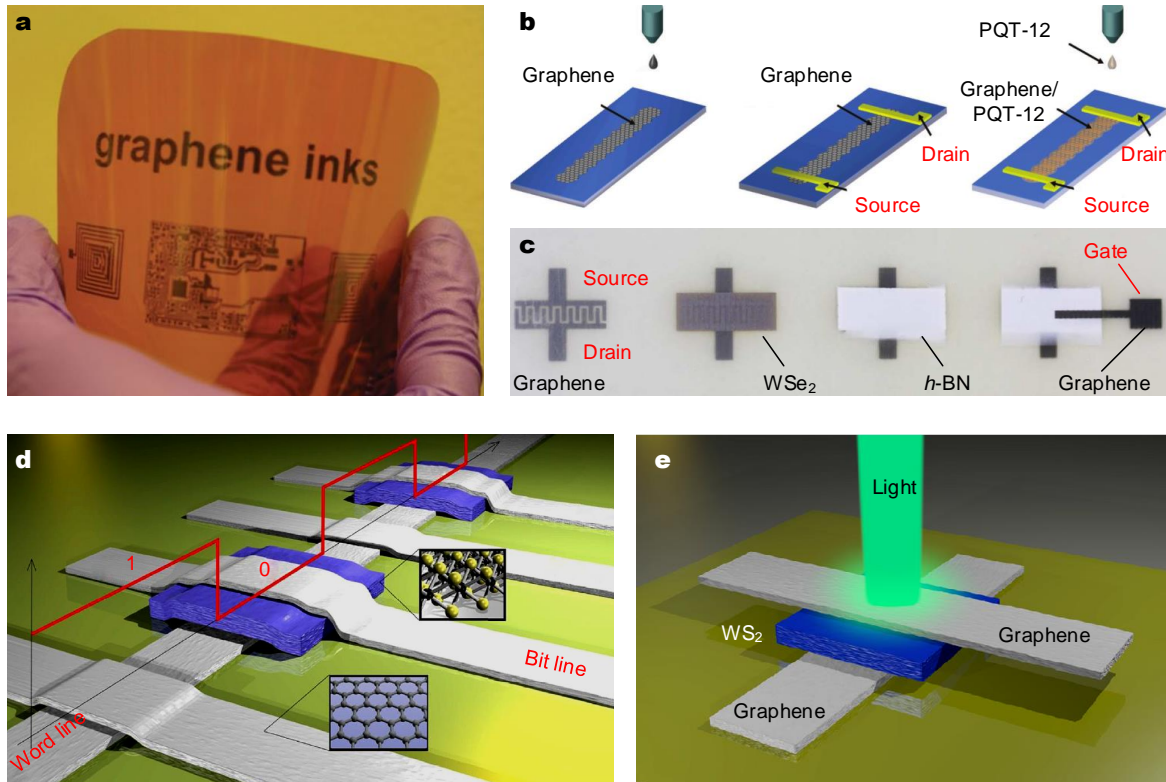 a
graphene inks
b
PQT-12
Graphene
Graphene
Graphene/
PQT-12
Drain
Drain
Source
Source
c
Gate
Source
Drain
Graphene
WSe₂
h-BN
Graphene
d
1
0
Bit line
Word line
e
Light
WS₂
Graphene
Graphene